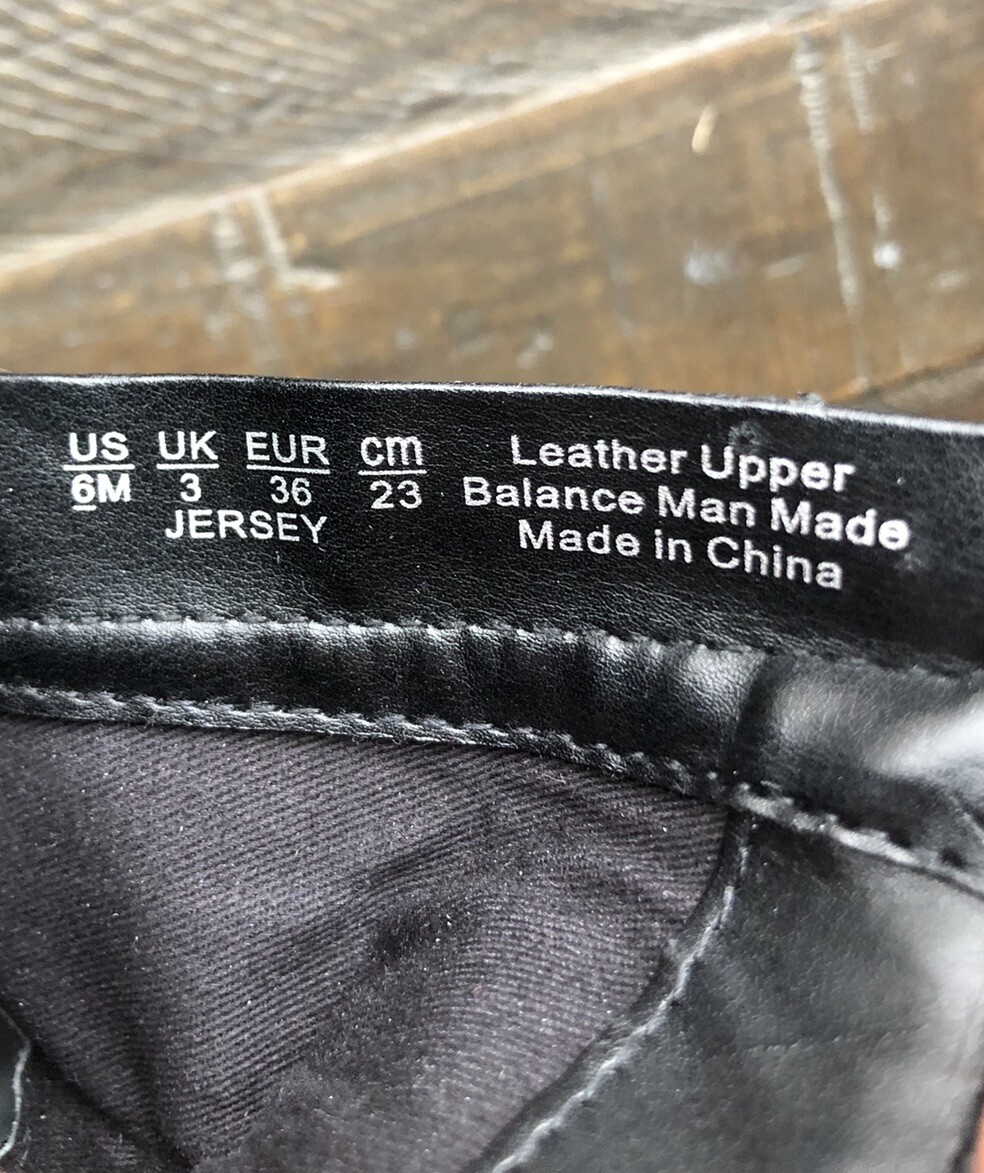 US UK EUR cm
6M 3 36 23
JERSEY
Leather Upper
Balance Man Made
Made in China